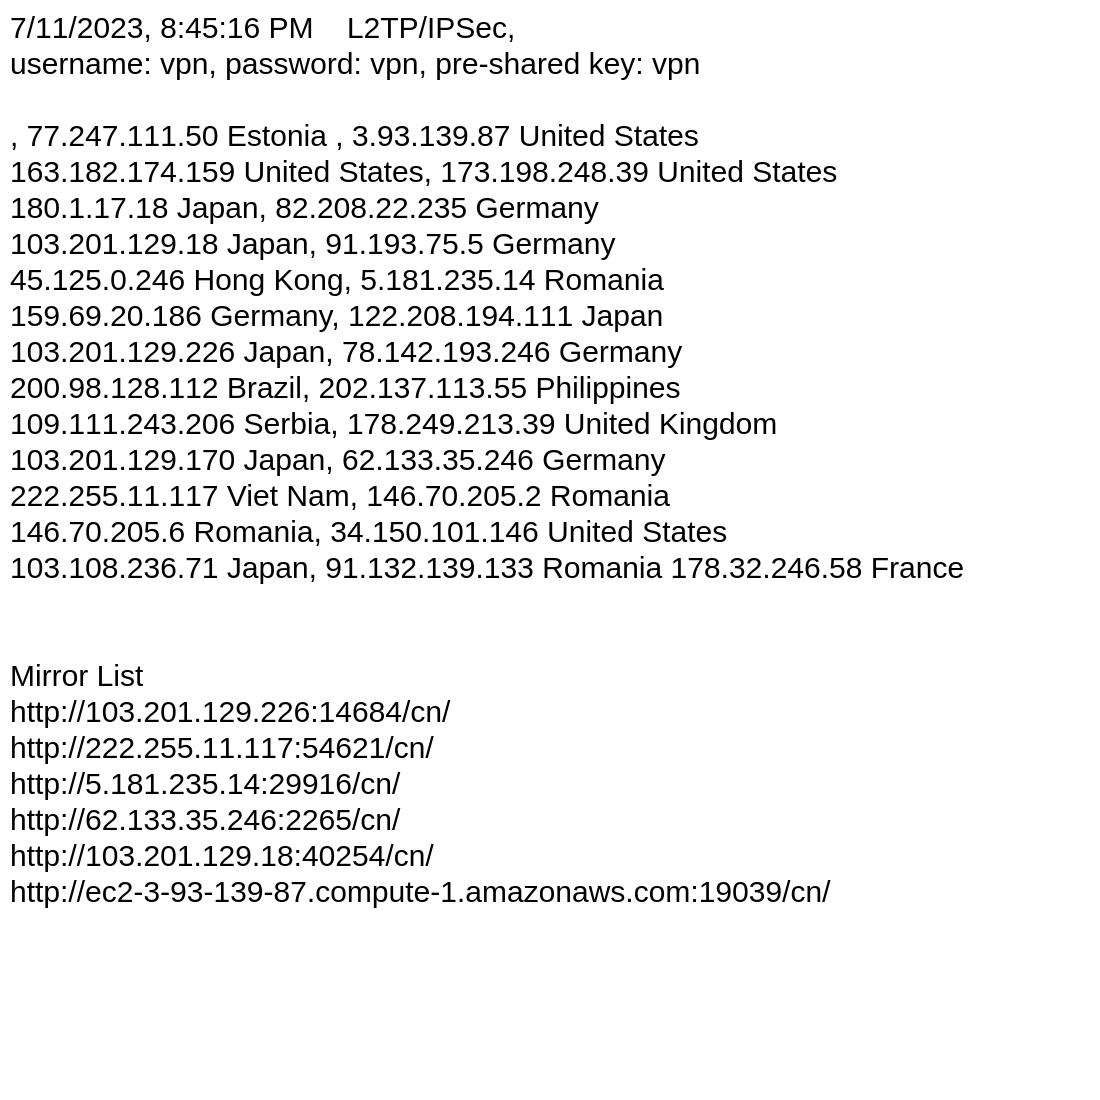 7/11/2023, 8:45:16 PM    L2TP/IPSec,
username: vpn, password: vpn, pre-shared key: vpn
, 77.247.111.50 Estonia , 3.93.139.87 United States
163.182.174.159 United States, 173.198.248.39 United States
180.1.17.18 Japan, 82.208.22.235 Germany
103.201.129.18 Japan, 91.193.75.5 Germany
45.125.0.246 Hong Kong, 5.181.235.14 Romania
159.69.20.186 Germany, 122.208.194.111 Japan
103.201.129.226 Japan, 78.142.193.246 Germany
200.98.128.112 Brazil, 202.137.113.55 Philippines
109.111.243.206 Serbia, 178.249.213.39 United Kingdom
103.201.129.170 Japan, 62.133.35.246 Germany
222.255.11.117 Viet Nam, 146.70.205.2 Romania
146.70.205.6 Romania, 34.150.101.146 United States
103.108.236.71 Japan, 91.132.139.133 Romania 178.32.246.58 France
Mirror List
http://103.201.129.226:14684/cn/
http://222.255.11.117:54621/cn/
http://5.181.235.14:29916/cn/
http://62.133.35.246:2265/cn/
http://103.201.129.18:40254/cn/
http://ec2-3-93-139-87.compute-1.amazonaws.com:19039/cn/